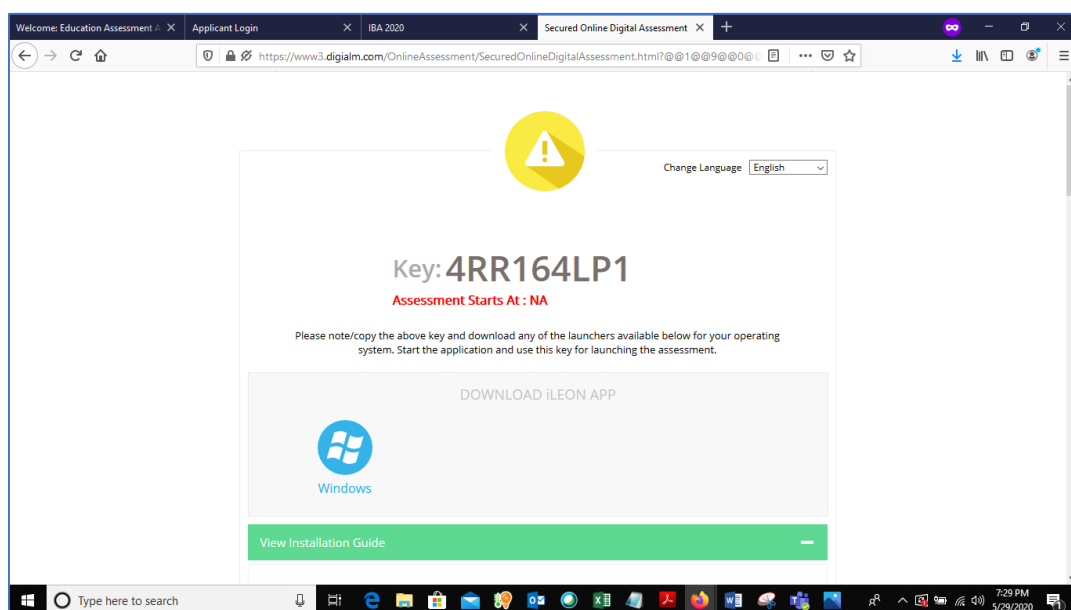 Welcome: Education Assessment A
Applicant Login
IBA 2020
Secured Online Digital Assessment
https://www3.digialm.com/OnlineAssessment/SecuredOnlineDigitalAssessment.html?@@1@@9@@0@@
Change Language English
Key: 4RR164LP1
Assessment Starts At : NA
Please note/copy the above key and download any of the launchers available below for your operating
system. Start the application and use this key for launching the assessment.
DOWNLOAD iLEON APP
Windows
View Installation Guide
Type here to search
7:29 PM
5/29/2020